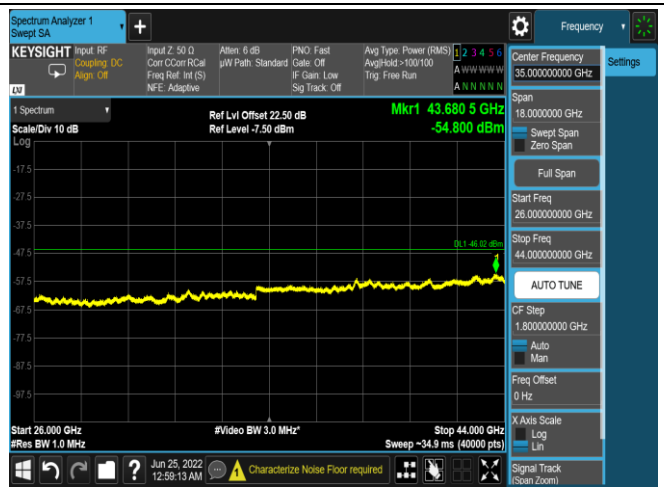 Spectrum Analyzer 1
Swept SA
+
Frequency
KEYSIGHT
Input: RF
Coupling: DC
Align: Off
Input Z: 50 Ω
Corr CCorr RCal
Freq Ref: Int (S)
NFE: Adaptive
Atten: 6 dB
µW Path: Standard
PNO: Fast
Gate: Off
IF Gain: Low
Sig Track: Off
Avg Type: Power (RMS)
Avg|Hold:>100/100
Trig: Free Run
1 2 3 4 5 6
A W W W W W
A N N N N N
LXI
Center Frequency
35.000000000 GHz
Settings
1 Spectrum
Scale/Div 10 dB
Log
Ref Lvl Offset 22.50 dB
Ref Level -7.50 dBm
Mkr1 43.680 5 GHz
-54.800 dBm
Span
18.0000000 GHz
Swept Span
Zero Span
Full Span
Start Freq
26.000000000 GHz
Stop Freq
44.000000000 GHz
AUTO TUNE
CF Step
1.800000000 GHz
Auto
Man
Freq Offset
0 Hz
X Axis Scale
Log
Lin
Signal Track
(Span Zoom)
-17.5
-27.5
-37.5
-47.5
-57.5
-67.5
-77.5
-87.5
-97.5
DL1 -46.02 dBm
1
Start 26.000 GHz
#Res BW 1.0 MHz
#Video BW 3.0 MHz*
Stop 44.000 GHz
Sweep ~34.9 ms (40000 pts)
?
Jun 25, 2022
12:59:13 AM
Characterize Noise Floor required